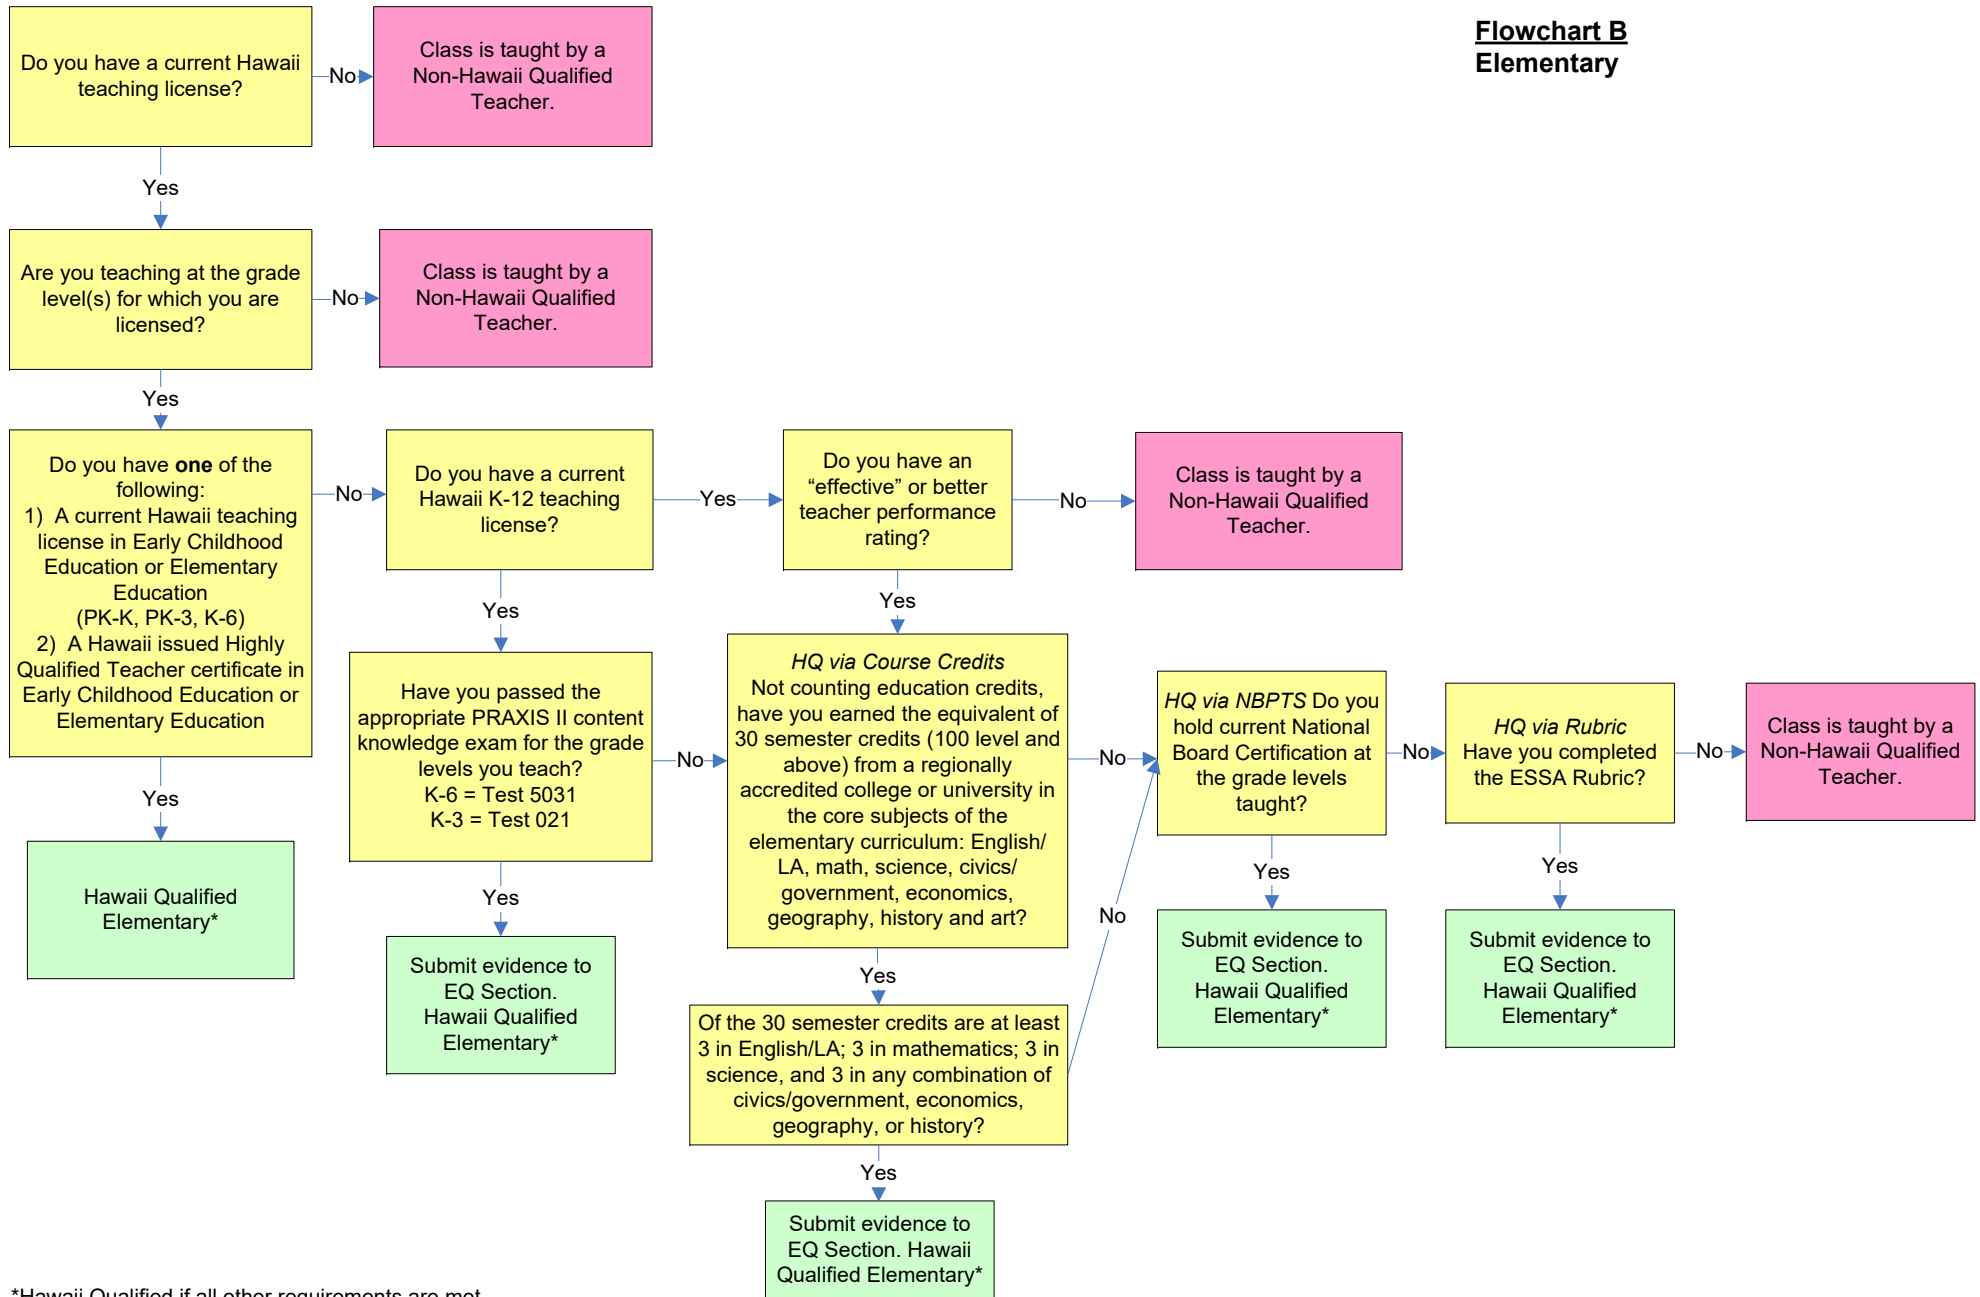 Flowchart B
Elementary
Do you have a current Hawaii
teaching license?
No
Class is taught by a
Non-Hawaii Qualified
Teacher.
Yes
Are you teaching at the grade
level(s) for which you are
licensed?
No
Class is taught by a
Non-Hawaii Qualified
Teacher.
Yes
Do you have one of the
following:
1) A current Hawaii teaching
license in Early Childhood
Education or Elementary
Education
(PK-K, PK-3, K-6)
2) A Hawaii issued Highly
Qualified Teacher certificate in
Early Childhood Education or
Elementary Education
No
Do you have a current
Hawaii K-12 teaching
license?
Yes
Do you have an
“effective” or better
teacher performance
rating?
No
Class is taught by a
Non-Hawaii Qualified
Teacher.
Yes
Hawaii Qualified
Elementary*
Yes
Have you passed the
appropriate PRAXIS II content
knowledge exam for the grade
levels you teach?
K-6 = Test 5031
K-3 = Test 021
No
Yes
Submit evidence to
EQ Section.
Hawaii Qualified
Elementary*
Yes
HQ via Course Credits
Not counting education credits,
have you earned the equivalent of
30 semester credits (100 level and
above) from a regionally
accredited college or university in
the core subjects of the
elementary curriculum: English/
LA, math, science, civics/
government, economics,
geography, history and art?
No
Yes
Of the 30 semester credits are at least
3 in English/LA; 3 in mathematics; 3 in
science, and 3 in any combination of
civics/government, economics,
geography, or history?
No
Yes
Submit evidence to
EQ Section. Hawaii
Qualified Elementary*
HQ via NBPTS Do you
hold current National
Board Certification at
the grade levels
taught?
No
Yes
Submit evidence to
EQ Section.
Hawaii Qualified
Elementary*
HQ via Rubric
Have you completed
the ESSA Rubric?
No
Class is taught by a
Non-Hawaii Qualified
Teacher.
Yes
Submit evidence to
EQ Section.
Hawaii Qualified
Elementary*
*Hawaii Qualified if all other requirements are met